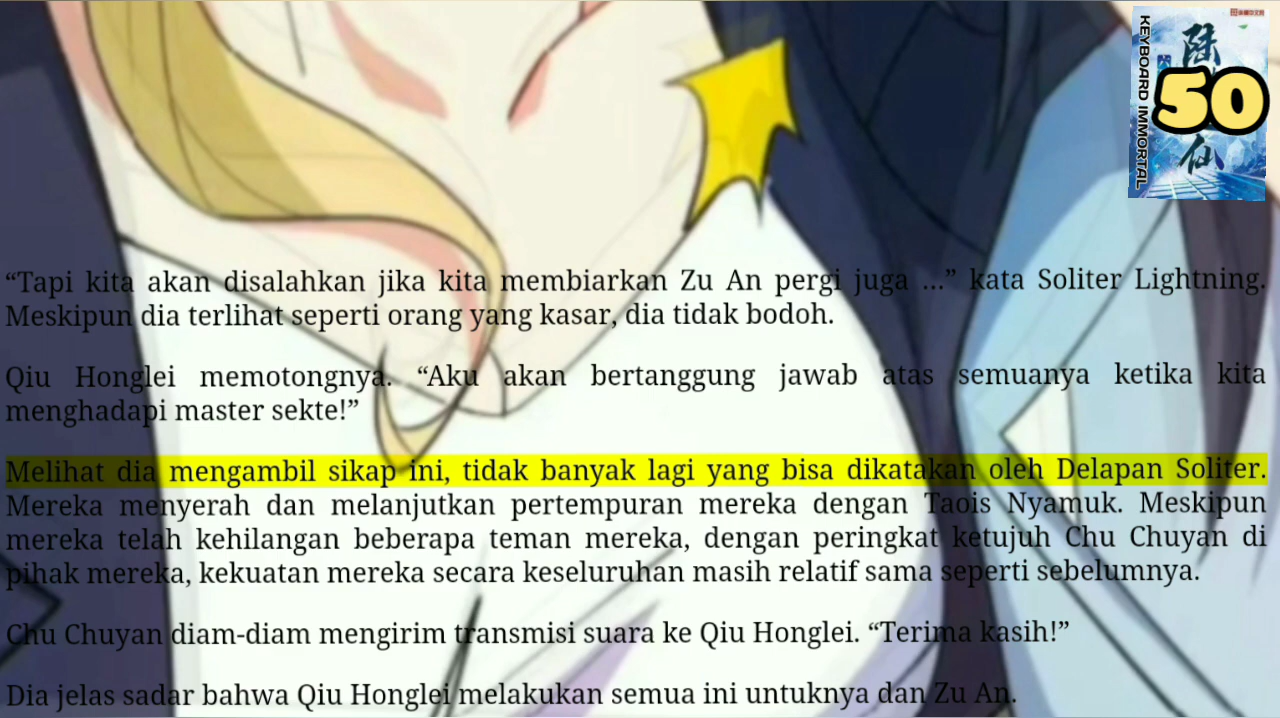 KEYBOARD IMMORTAL
陆
仙
50
“Tapi kita akan disalahkan jika kita membiarkan Zu An pergi juga ...” kata Soliter Lightning.
Meskipun dia terlihat seperti orang yang kasar, dia tidak bodoh.
Qiu Honglei memotongnya. “Aku akan bertanggung jawab atas semuanya ketika kita
menghadapi master sekte!”
Melihat dia mengambil sikap ini, tidak banyak lagi yang bisa dikatakan oleh Delapan Soliter.
Mereka menyerah dan melanjutkan pertempuran mereka dengan Taois Nyamuk. Meskipun
mereka telah kehilangan beberapa teman mereka, dengan peringkat ketujuh Chu Chuyan di
pihak mereka, kekuatan mereka secara keseluruhan masih relatif sama seperti sebelumnya.
Chu Chuyan diam-diam mengirim transmisi suara ke Qiu Honglei. “Terima kasih!”
Dia jelas sadar bahwa Qiu Honglei melakukan semua ini untuknya dan Zu An.